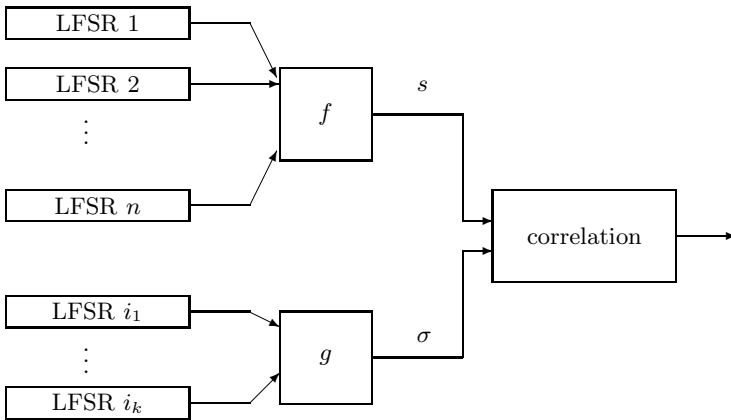 LFSR 1
LFSR 2
⋮
LFSR n
f
s
correlation
LFSR i₁
⋮
LFSR iₖ
g
σ